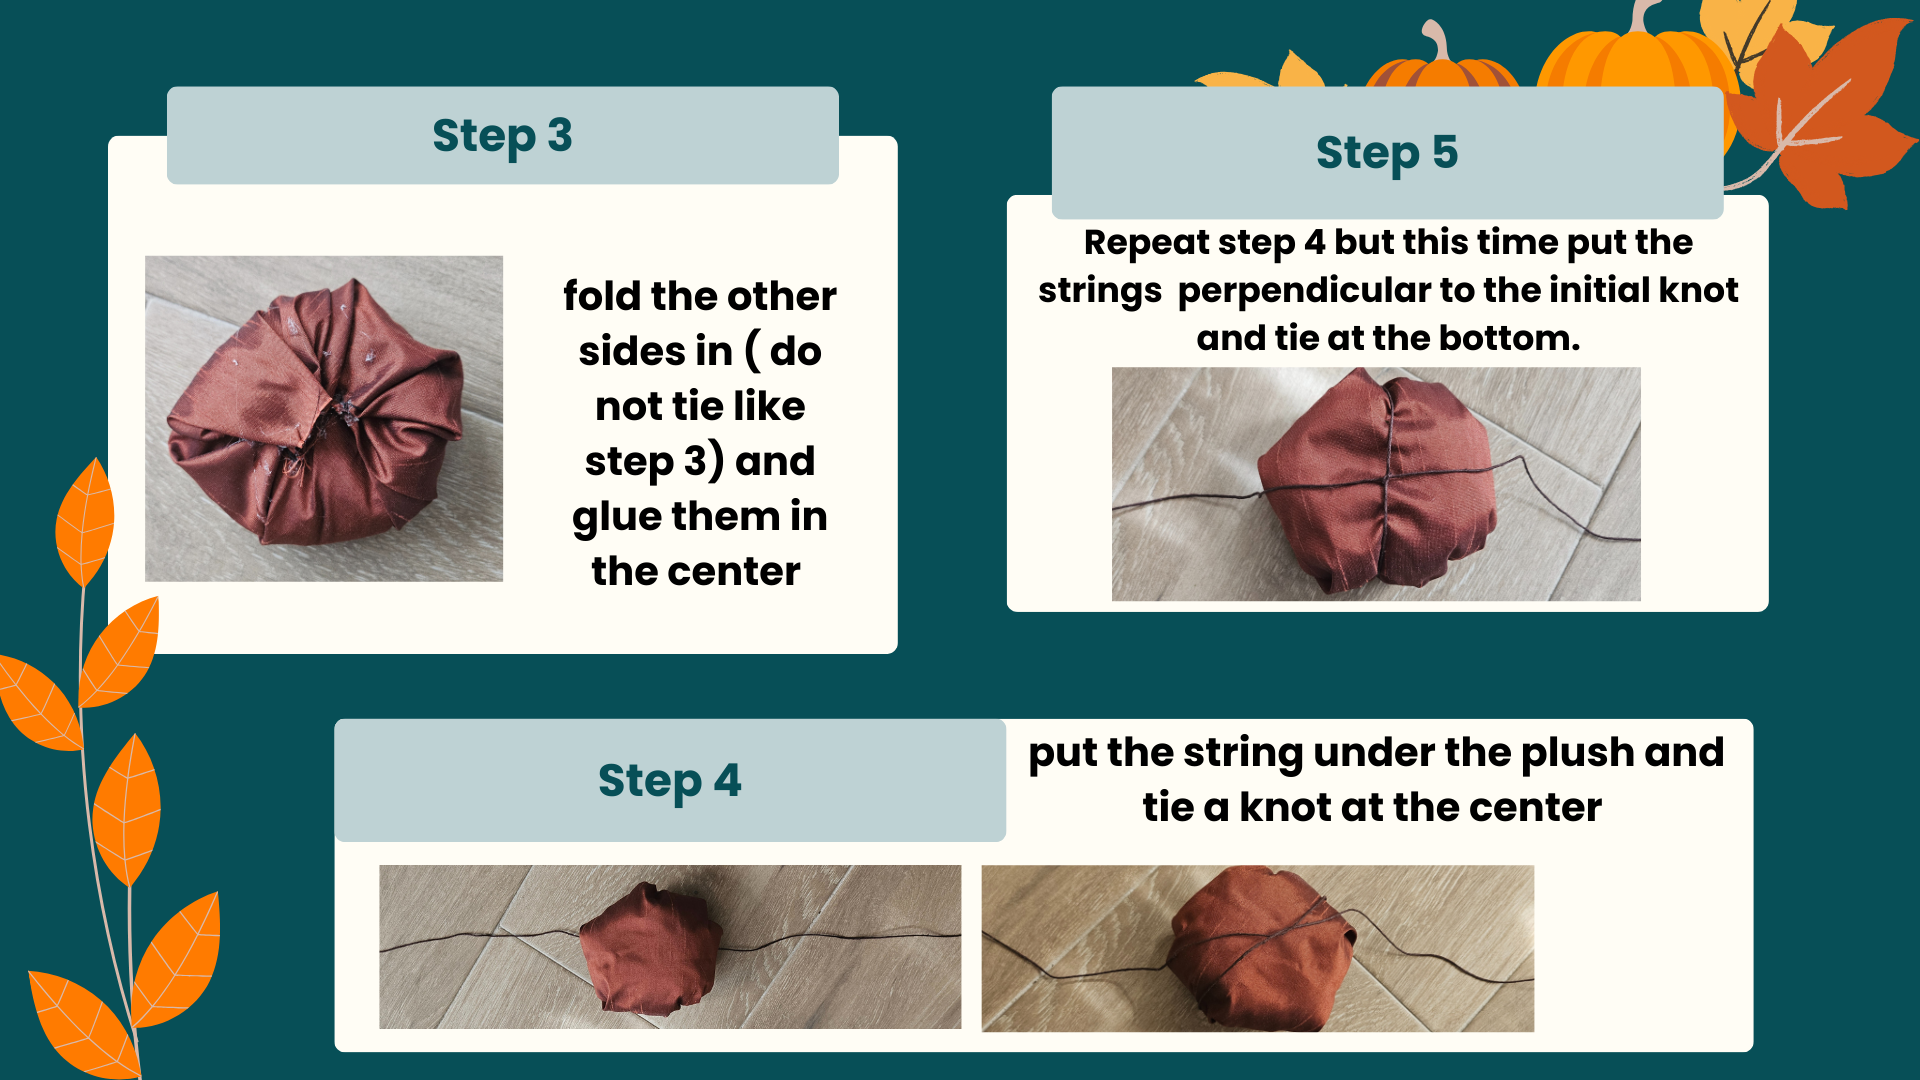 Step 3
fold the other
sides in ( do
not tie like
step 3) and
glue them in
the center
Step 5
Repeat step 4 but this time put the
strings  perpendicular to the initial knot
and tie at the bottom.
Step 4
put the string under the plush and
tie a knot at the center